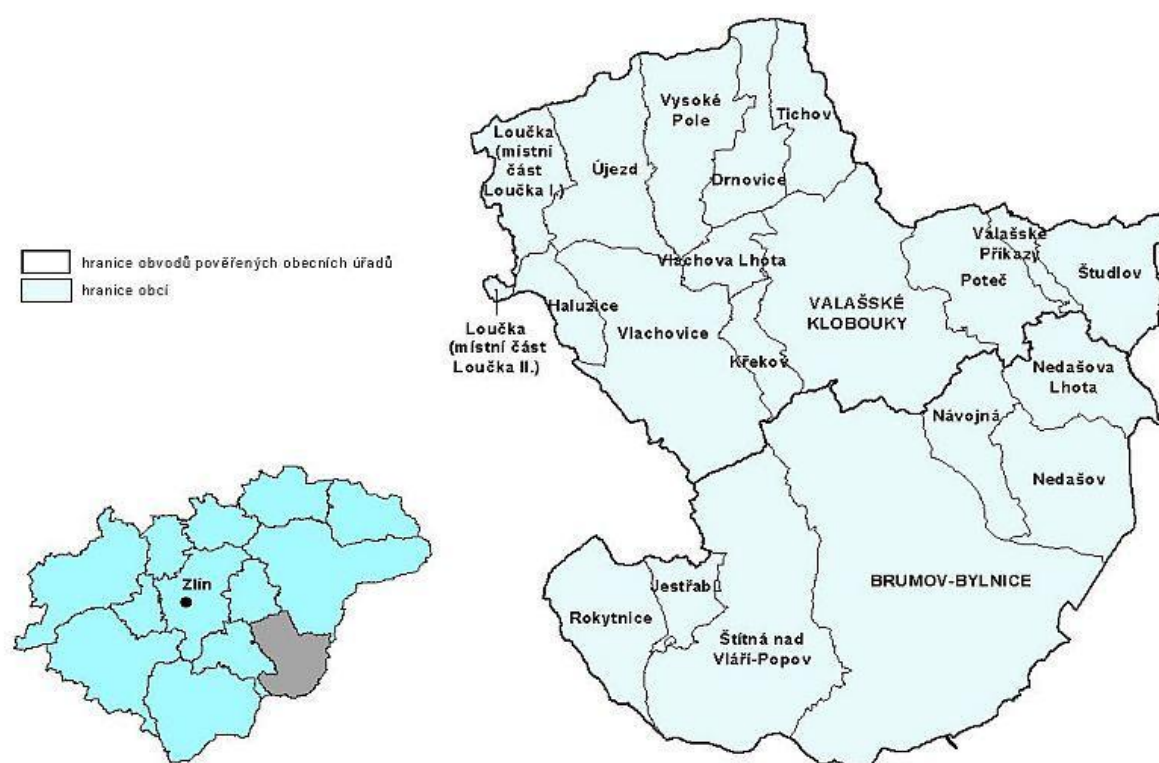 Vysoké
Pole
Tichov
Loučka
(místní
část
Loučka I.)
Újezd
Drnovice
Vlachova Lhota
Valašské
Příkazy
Poteč
Študlov
hranice obvodů pověřených obecních úřadů
hranice obcí
Haluzice
Vlachovice
VALAŠSKÉ
KLOBOUKY
Loučka
(místní část
Loučka II.)
Křekov
Nedašova
Lhota
Návojná
Nedašov
Zlín
BRUMOV-BYLNICE
Jestřabí
Rokytnice
Štítná nad
Vláří-Popov